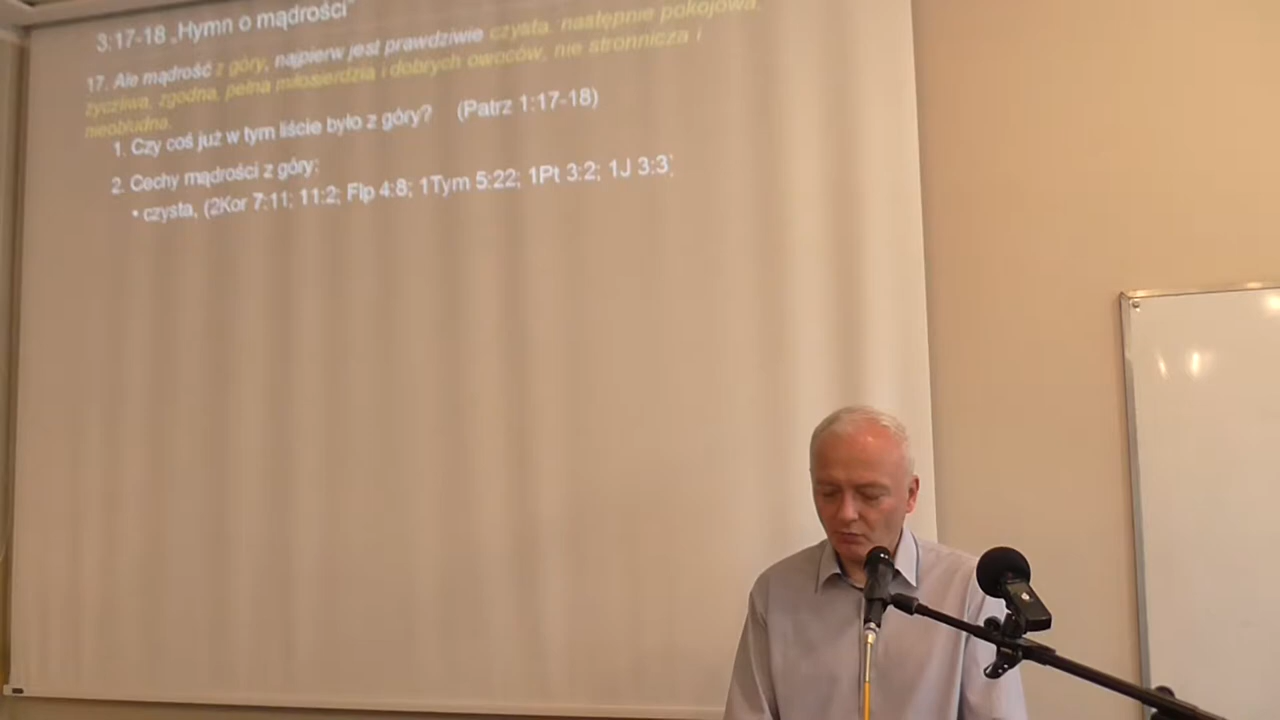 3:17-18 „Hymn o mądrości”
17. Ale mądrość z góry, najpierw jest prawdziwie czysta, następnie pokojowa,
życzliwa, zgodna, pełna miłosierdzia i dobrych owoców, nie stronnicza i
nieobłudna.
1. Czy coś już w tym liście było z góry? (Patrz 1:17-18)
2. Cechy mądrości z góry;
• czysta, (2Kor 7:11; 11:2; Flp 4:8; 1Tym 5:22; 1Pt 3:2; 1J 3:3;